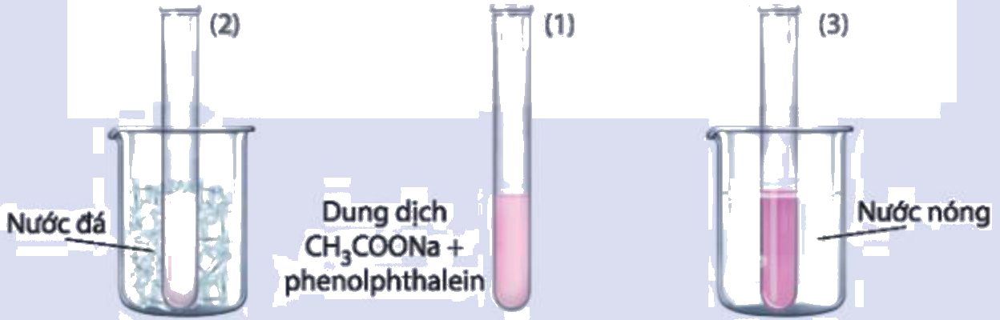 (2)
(1)
(3)
Nước đá
Dung dịch
CH₃COONa +
phenolphthalein
Nước nóng